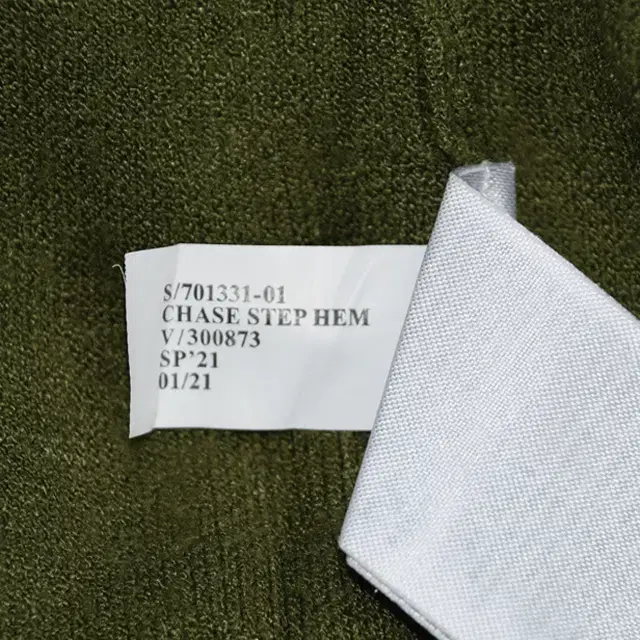 S/701331-01
CHASE STEP HEM
V/300873
SP'21
01/21